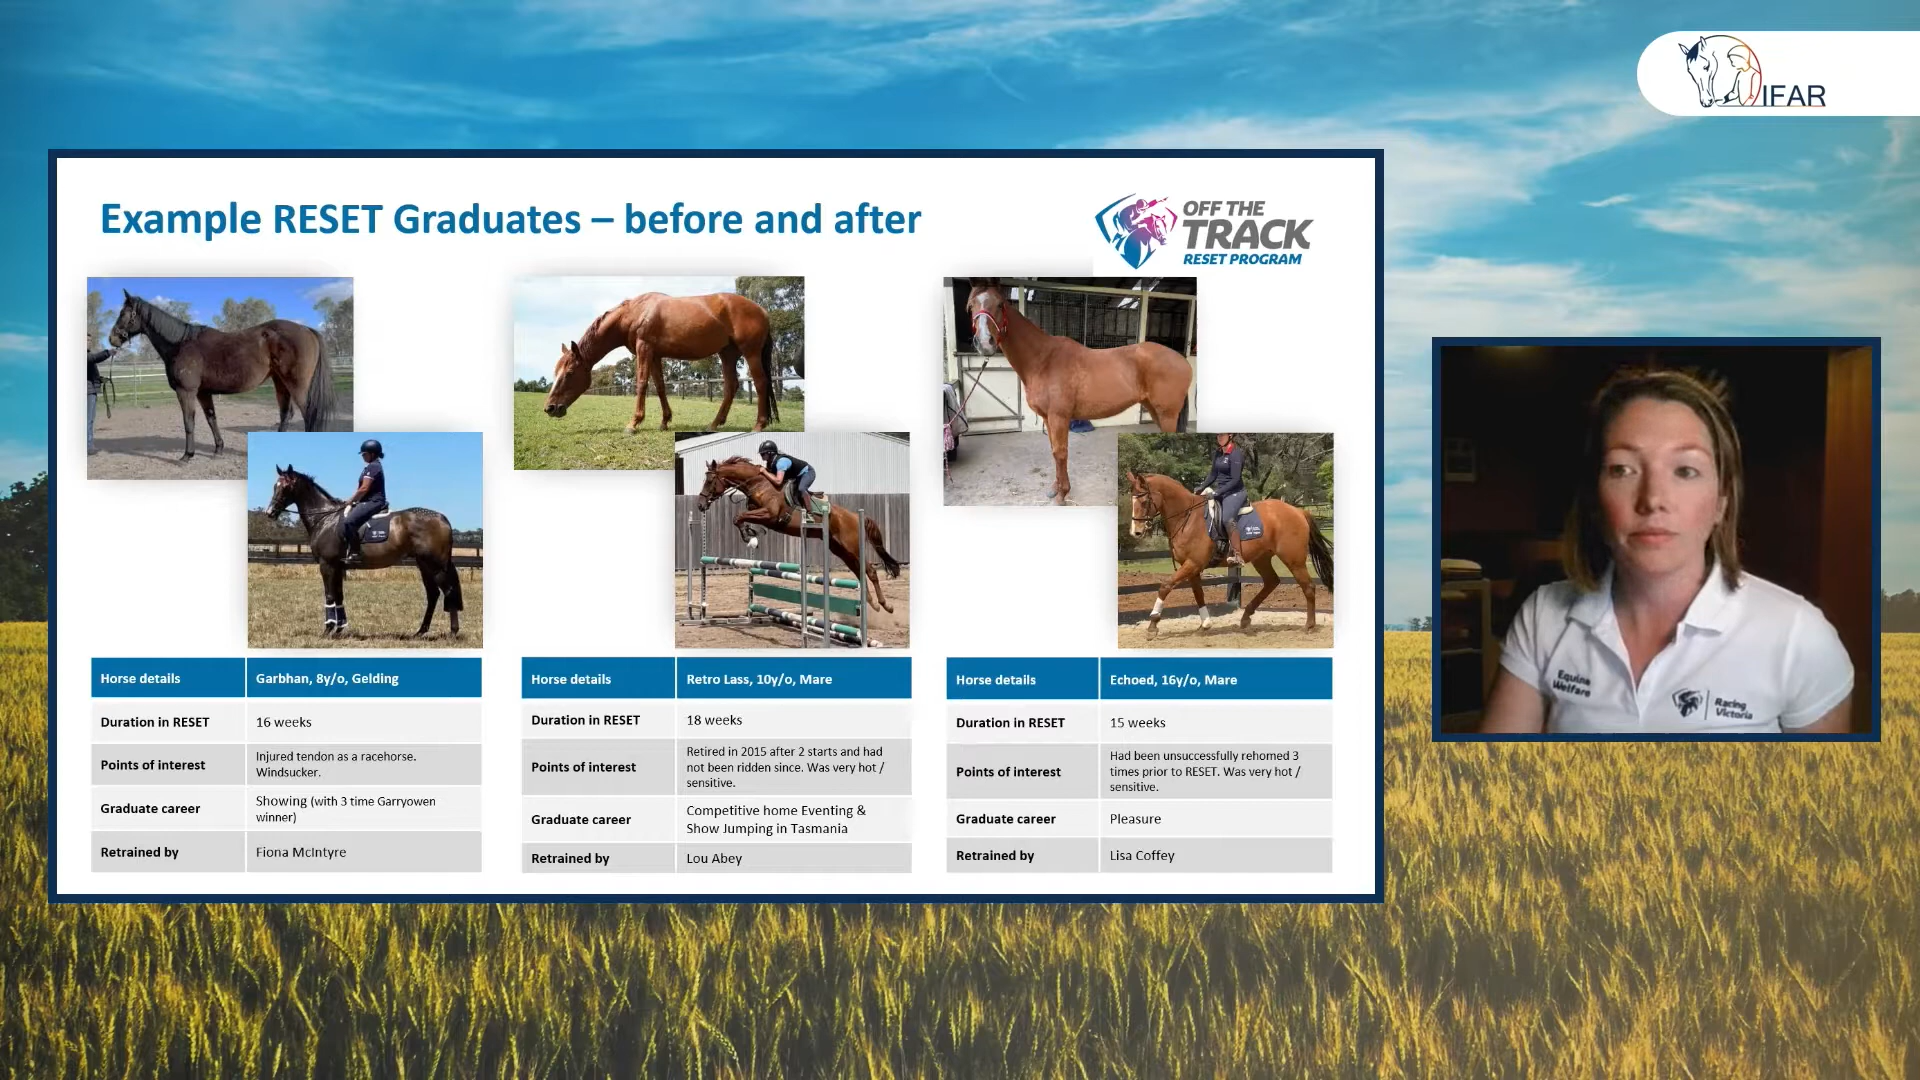 IFAR
Example RESET Graduates – before and after
OFF THE
TRACK
RESET PROGRAM
Horse details
Garbhan, 8y/o, Gelding
Duration in RESET
16 weeks
Points of interest
Injured tendon as a racehorse.
Windsucker.
Graduate career
Showing (with 3 time Garryowen
winner)
Retrained by
Fiona McIntyre
Horse details
Retro Lass, 10y/o, Mare
Duration in RESET
18 weeks
Points of interest
Retired in 2015 after 2 starts and had
not been ridden since. Was very hot /
sensitive.
Graduate career
Competitive home Eventing &
Show Jumping in Tasmania
Retrained by
Lou Abey
Horse details
Echoed, 16y/o, Mare
Duration in RESET
15 weeks
Points of interest
Had been unsuccessfully rehomed 3
times prior to RESET. Was very hot /
sensitive.
Graduate career
Pleasure
Retrained by
Lisa Coffey
Equine
Welfare
Racing
Victoria